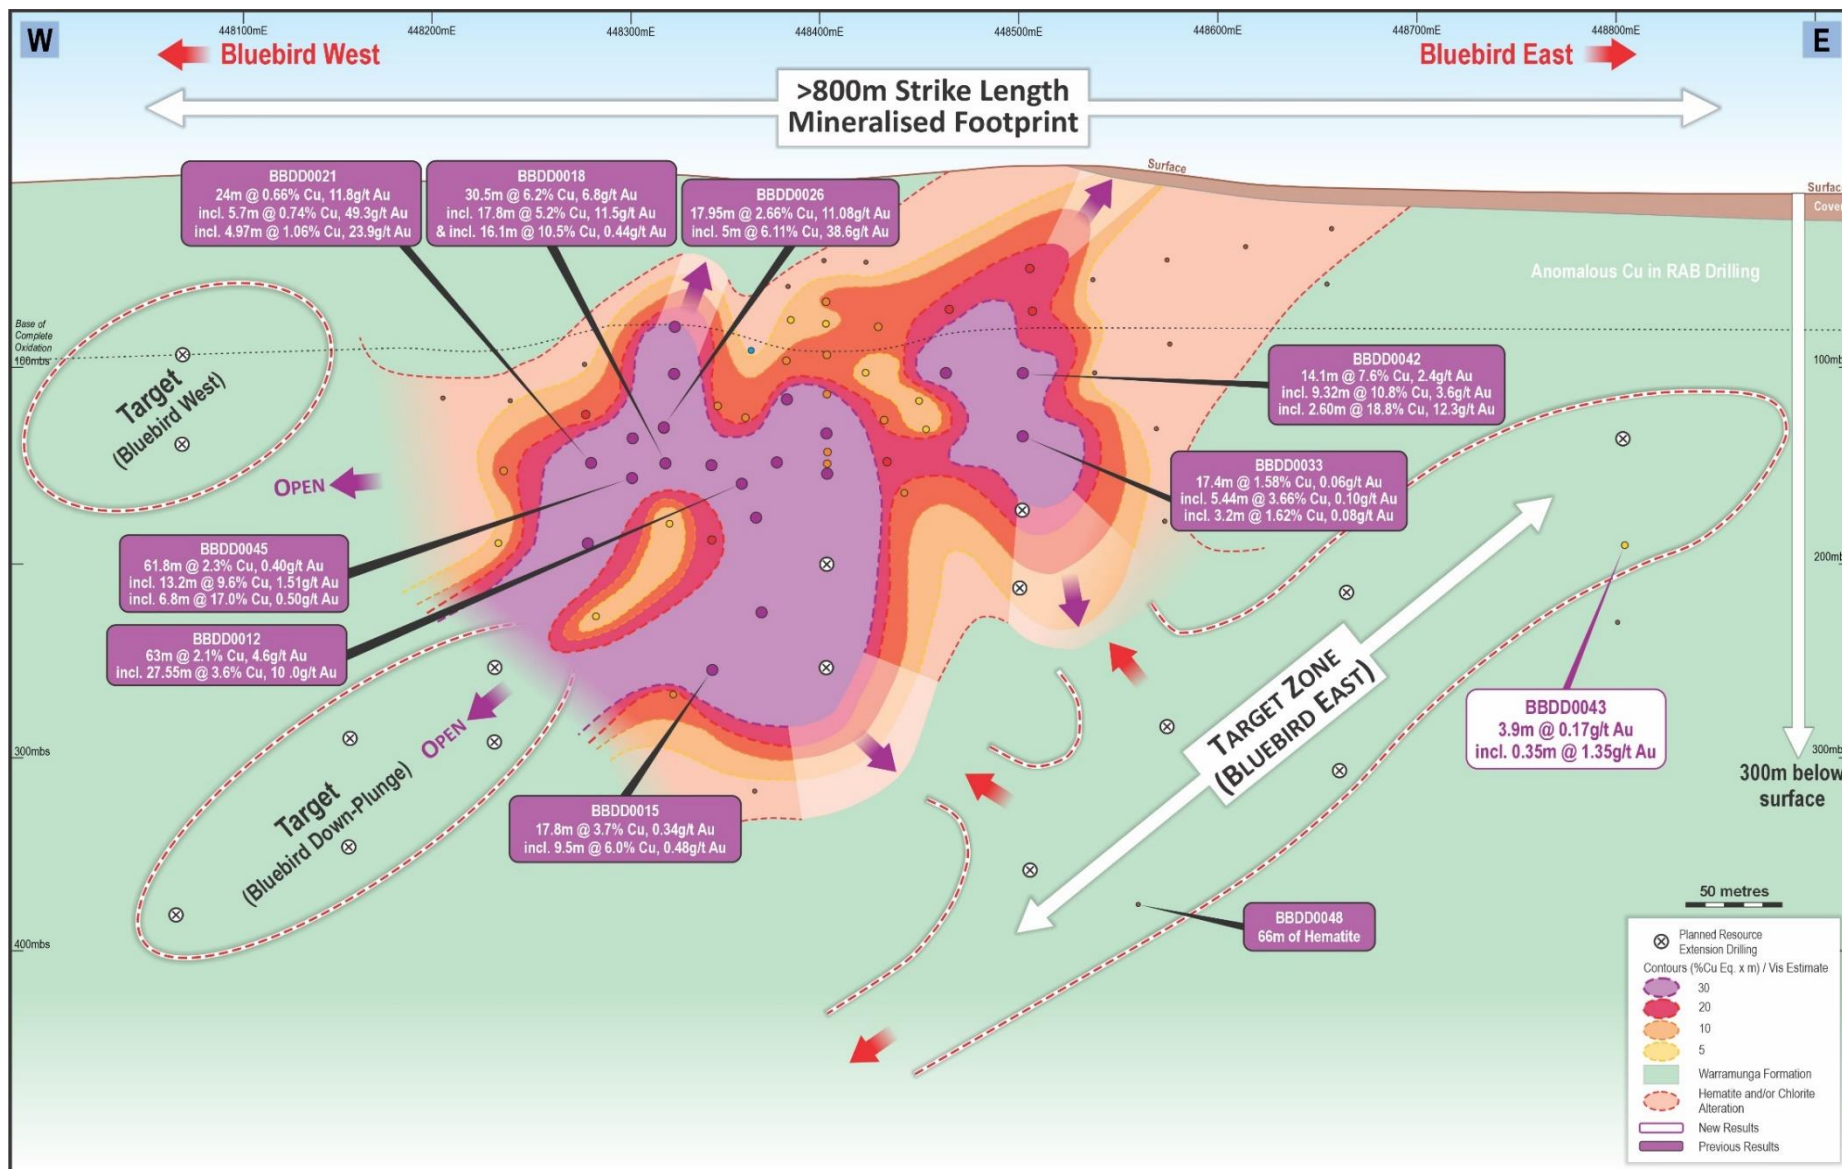 448100mE
448200mE
448300mE
448400mE
448500mE
448600mE
448700mE
448800mE
W
E
Bluebird West
Bluebird East
>800m Strike Length
Mineralised Footprint
Surface
Surface
Cover
BBDD0021
24m @ 0.66% Cu, 11.8g/t Au
incl. 5.7m @ 0.74% Cu, 49.3g/t Au
incl. 4.97m @ 1.06% Cu, 23.9g/t Au
BBDD0018
30.5m @ 6.2% Cu, 6.8g/t Au
incl. 17.8m @ 5.2% Cu, 11.5g/t Au
& incl. 16.1m @ 10.5% Cu, 0.44g/t Au
BBDD0026
17.95m @ 2.66% Cu, 11.08g/t Au
incl. 5m @ 6.11% Cu, 38.6g/t Au
Anomalous Cu in RAB Drilling
Base of
Complete
Oxidation
100mbs
100mb
Target
(Bluebird West)
OPEN
BBDD0042
14.1m @ 7.6% Cu, 2.4g/t Au
incl. 9.32m @ 10.8% Cu, 3.6g/t Au
incl. 2.60m @ 18.8% Cu, 12.3g/t Au
BBDD0033
17.4m @ 1.58% Cu, 0.06g/t Au
incl. 5.44m @ 3.66% Cu, 0.10g/t Au
incl. 3.2m @ 1.62% Cu, 0.08g/t Au
BBDD0045
61.8m @ 2.3% Cu, 0.40g/t Au
incl. 13.2m @ 9.6% Cu, 1.51g/t Au
incl. 6.8m @ 17.0% Cu, 0.50g/t Au
200mb
BBDD0012
63m @ 2.1% Cu, 4.6g/t Au
incl. 27.55m @ 3.6% Cu, 10 .0g/t Au
TARGET ZONE
(BLUEBIRD EAST)
BBDD0043
3.9m @ 0.17g/t Au
incl. 0.35m @ 1.35g/t Au
OPEN
300mbs
300mb
300m below
surface
Target
(Bluebird Down-Plunge)
BBDD0015
17.8m @ 3.7% Cu, 0.34g/t Au
incl. 9.5m @ 6.0% Cu, 0.48g/t Au
BBDD0048
66m of Hematite
400mbs
50 metres
Planned Resource
Extension Drilling
Contours (%Cu Eq. x m) / Vis Estimate
30
20
10
5
Warramunga Formation
Hematite and/or Chlorite
Alteration
New Results
Previous Results